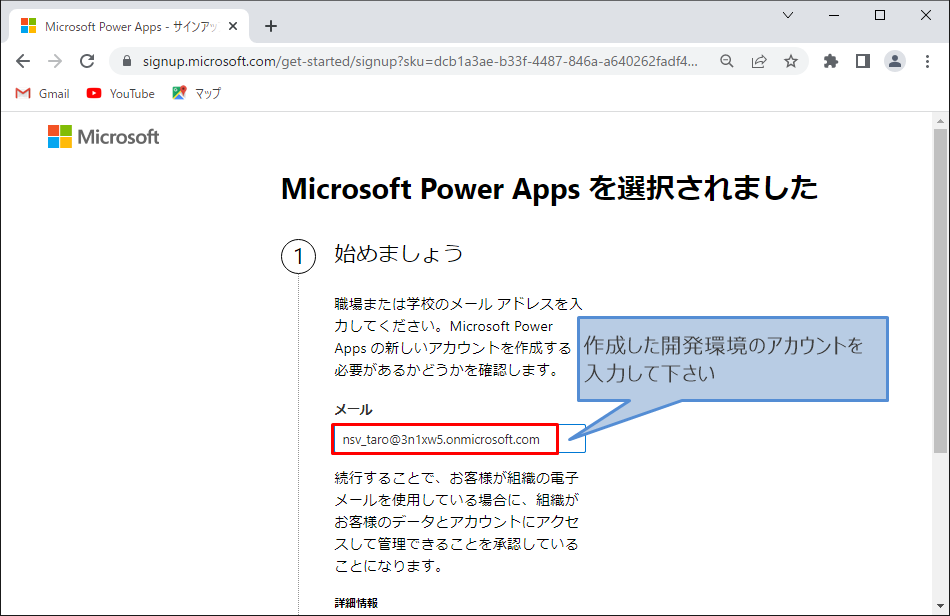 Microsoft Power Apps - サインアッ
signup.microsoft.com/get-started/signup?sku=dcb1a3ae-b33f-4487-846a-a640262fadf4...
Gmail
YouTube
マップ
Microsoft
Microsoft Power Apps を選択されました
1
始めましょう
職場または学校のメール アドレスを入
力してください。Microsoft Power
Apps の新しいアカウントを作成する
必要があるかどうかを確認します。
作成した開発環境のアカウントを
入力して下さい
メール
nsv_taro@3n1xw5.onmicrosoft.com
続行することで、お客様が組織の電子
メールを使用している場合に、組織が
お客様のデータとアカウントにアクセ
スして管理できることを承認している
ことになります。
詳細情報